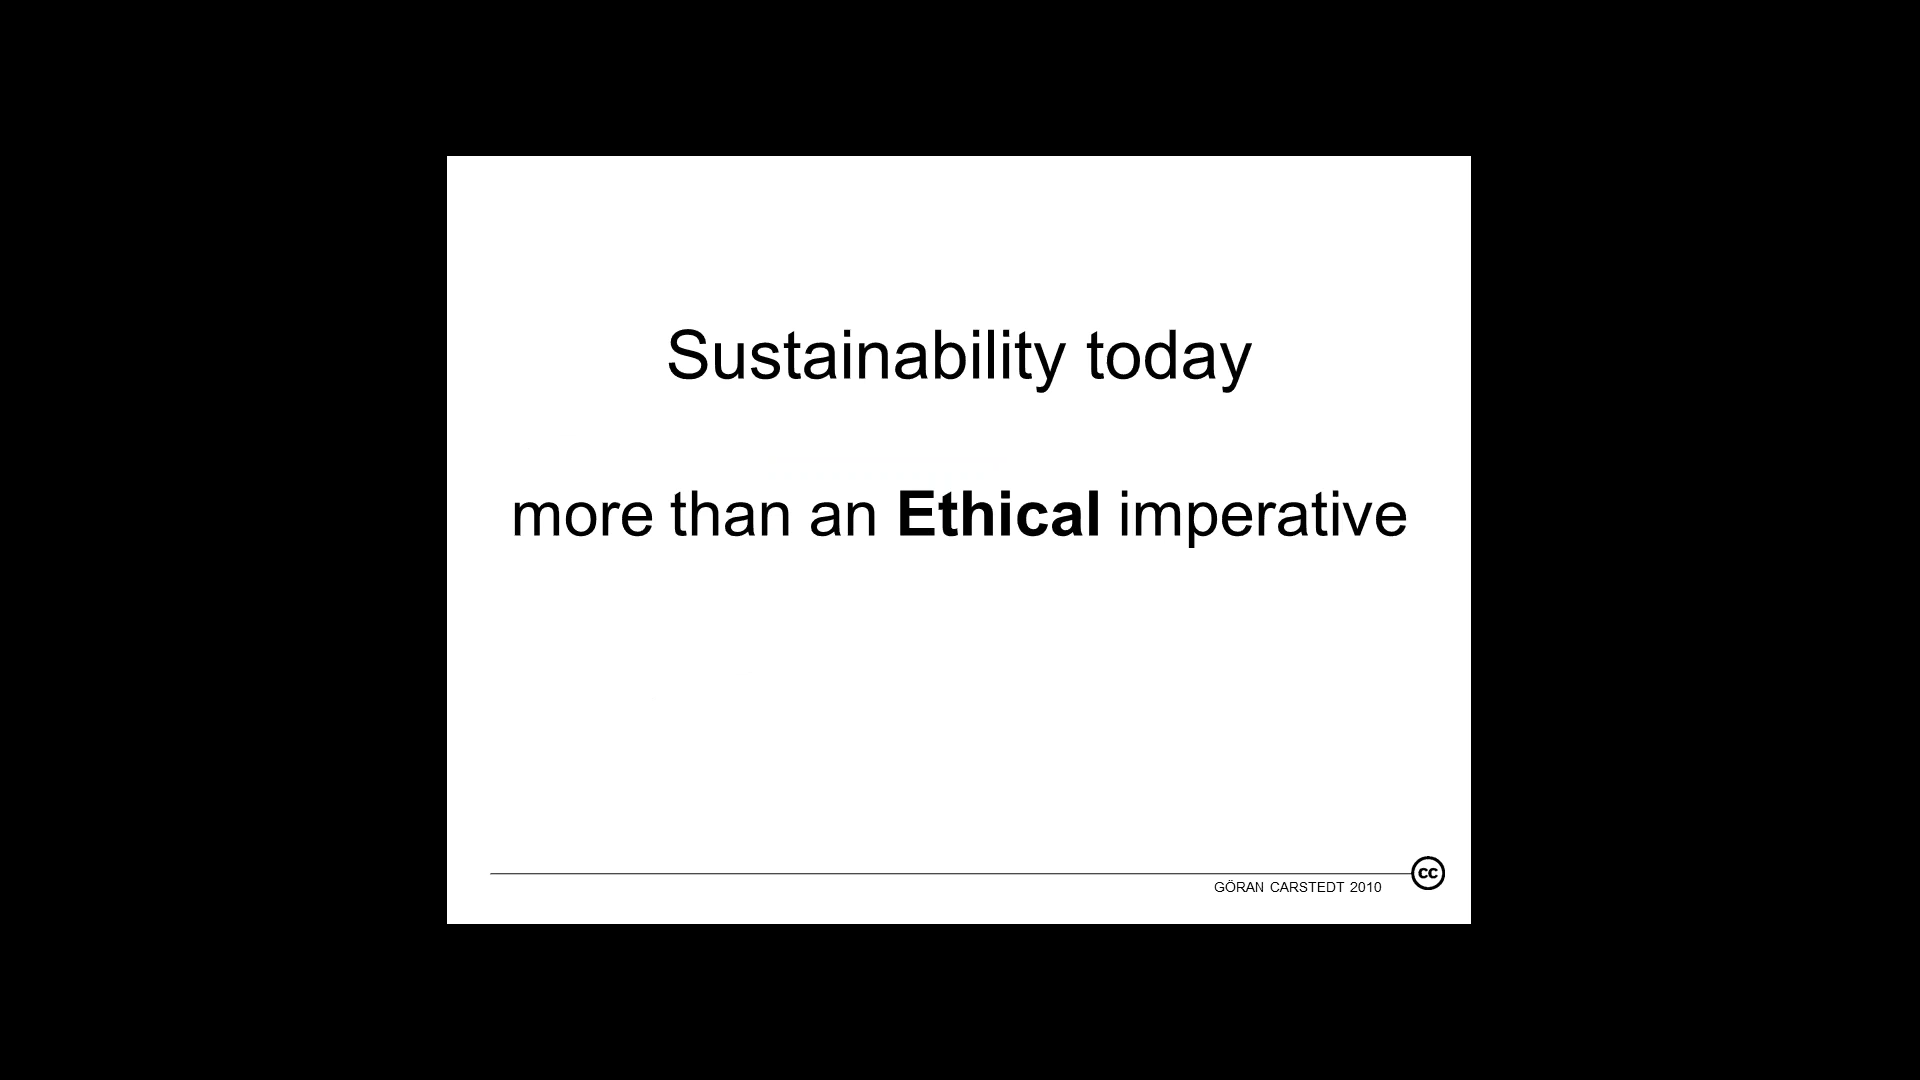 Sustainability today
more than an Ethical imperative
cc
GÖRAN CARSTEDT 2010